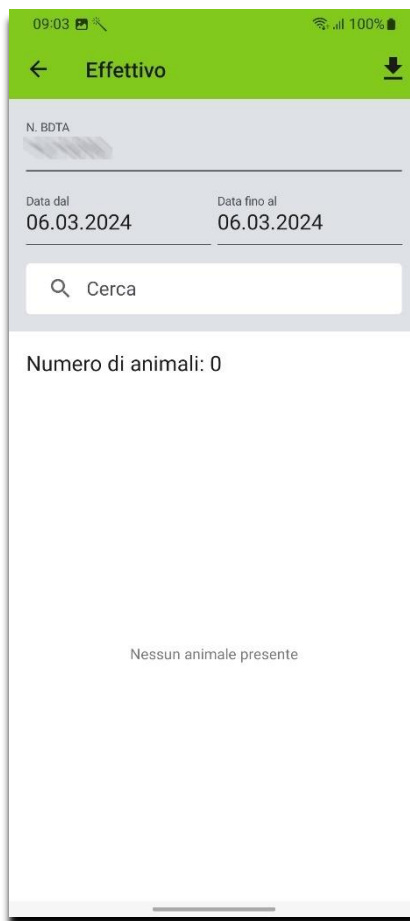 09:03 100%
Effettivo
N. BDTA
Data dal Data fino al
06.03.2024 06.03.2024
Cerca
Numero di animali: 0
Nessun animale presente